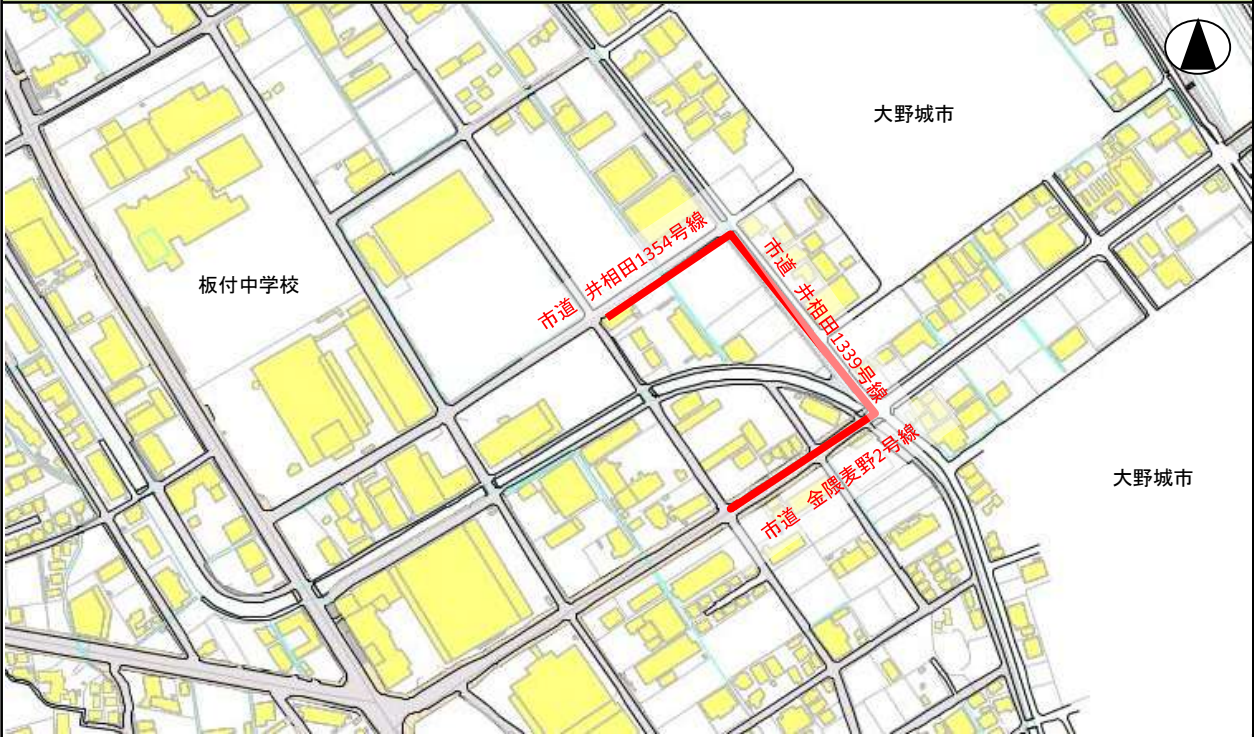 大野城市
市道 井相田1354号線
市道 井相田1339号線
板付中学校
市道 金隈麦野2号線
大野城市